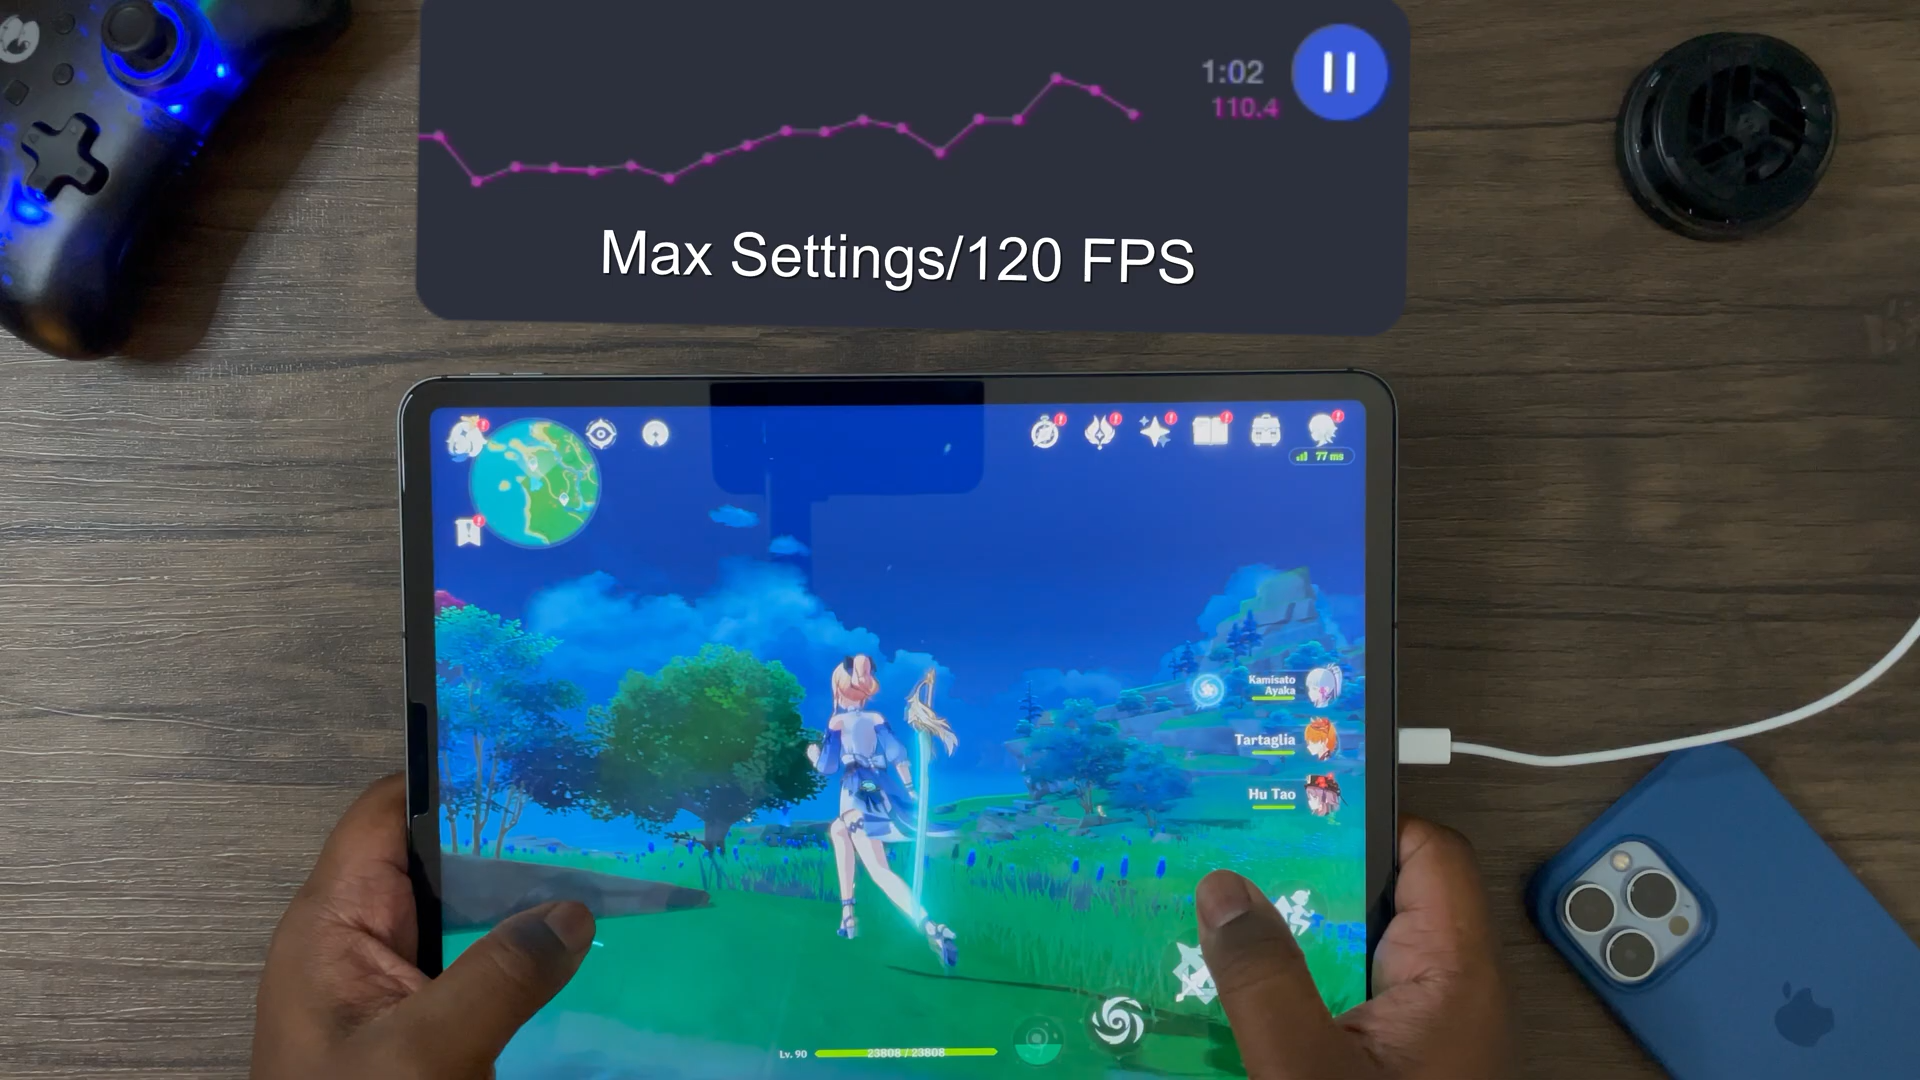 1:02
110.4
Max Settings/120 FPS
77 ms
Kamisato
Ayaka
Tartaglia
Hu Tao
Lv. 90
23808 / 23808